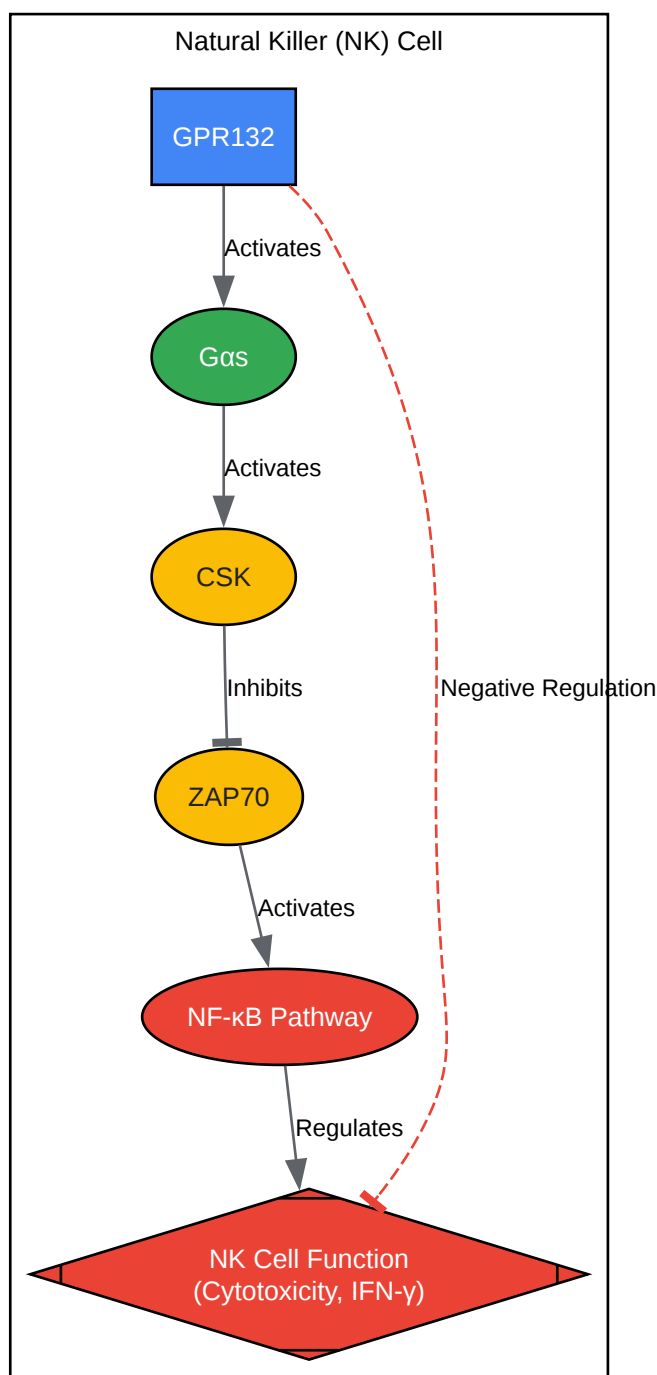 Natural Killer (NK) Cell
GPR132
Activates
Gαs
Activates
CSK
Inhibits
Negative Regulation
ZAP70
Activates
NF-κB Pathway
Regulates
NK Cell Function
(Cytotoxicity, IFN-γ)